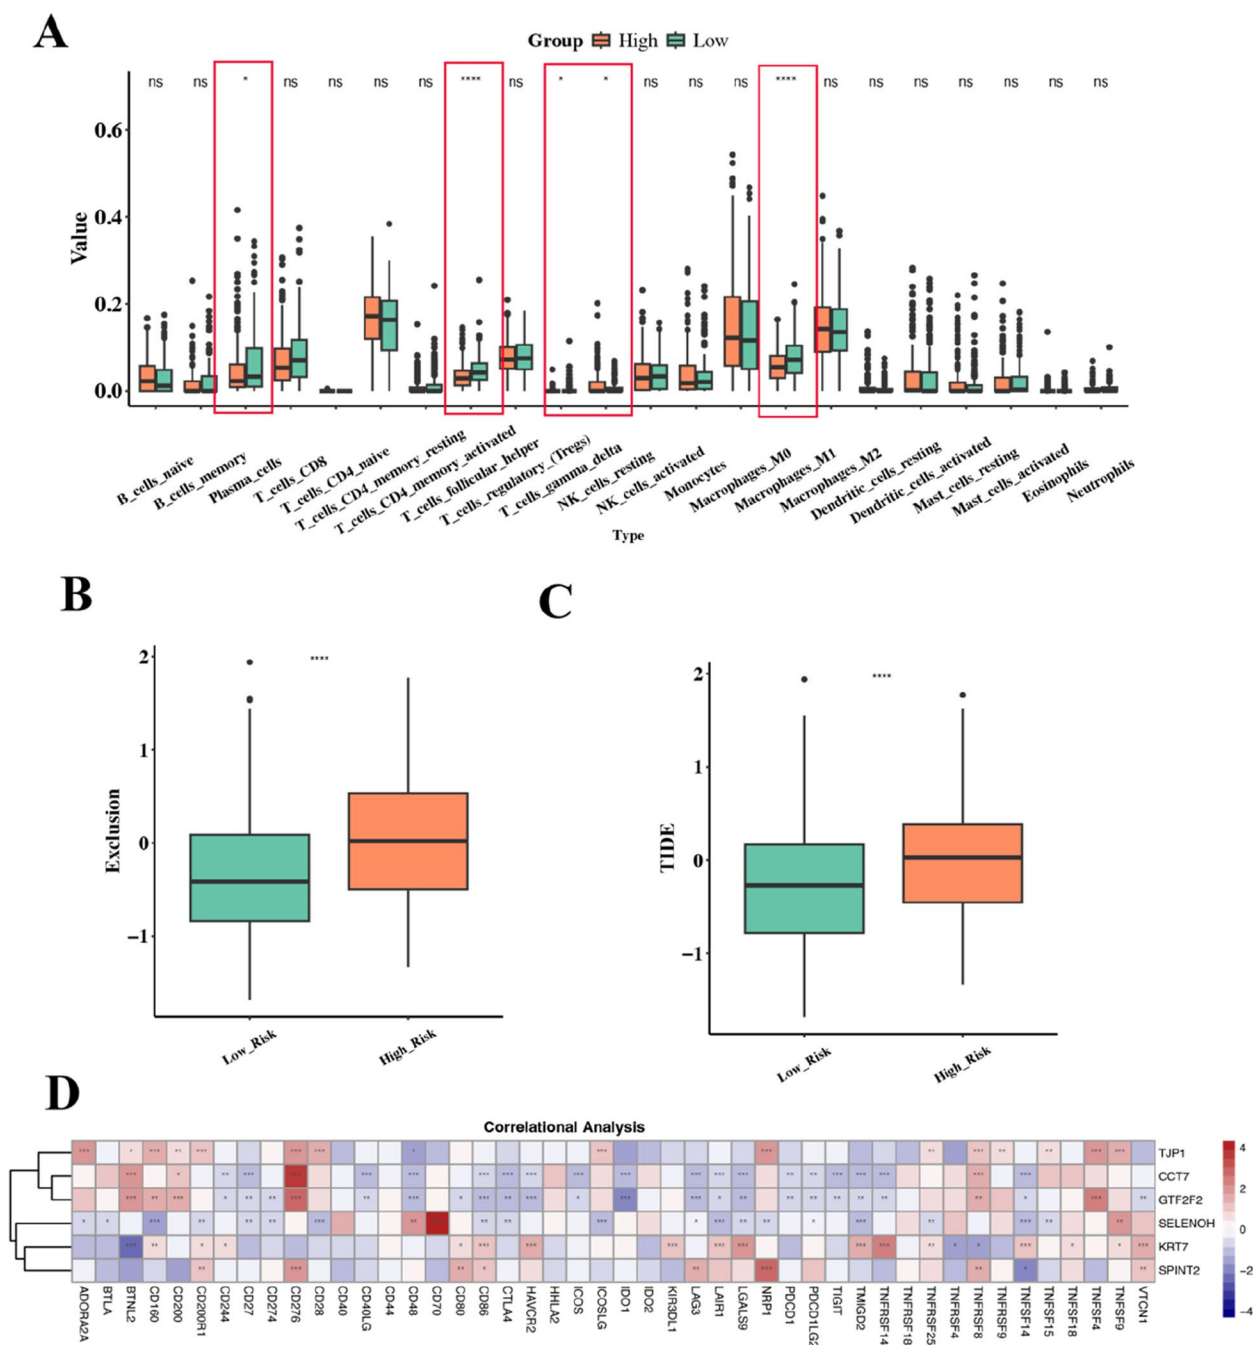 A
Group High Low
ns ns * ns ns ns ns **** ns * * ns ns ns **** ns ns ns ns ns ns ns
Value
0.6
0.4
0.2
0.0
B_cells_naive
B_cells_memory
Plasma_cells
T_cells_CD8
T_cells_CD4_naive
T_cells_CD4_memory_resting
T_cells_CD4_memory_activated
T_cells_follicular_helper
T_cells_regulatory_(Tregs)
T_cells_gamma_delta
NK_cells_resting
NK_cells_activated
Monocytes
Macrophages_M0
Macrophages_M1
Macrophages_M2
Dendritic_cells_resting
Dendritic_cells_activated
Mast_cells_resting
Mast_cells_activated
Eosinophils
Neutrophils
Type
B
Exclusion
2
1
0
−1
****
Low_Risk
High_Risk
C
TIDE
2
1
0
−1
****
Low_Risk
High_Risk
D
Correlational Analysis
TJP1
CCT7
GTF2F2
SELENOH
KRT7
SPINT2
4
2
0
−2
−4
ADORA2A
BTLA
BTNL2
CD160
CD200
CD200R1
CD244
CD27
CD274
CD276
CD28
CD40
CD40LG
CD44
CD48
CD70
CD80
CD86
CTLA4
HAVCR2
HHLA2
ICOS
ICOSLG
IDO1
IDO2
KIR3DL1
LAG3
LAIR1
LGALS9
NRP1
PDCD1
PDCD1LG2
TIGIT
TMIGD2
TNFRSF14
TNFRSF18
TNFRSF25
TNFRSF4
TNFRSF8
TNFRSF9
TNFSF14
TNFSF15
TNFSF18
TNFSF4
TNFSF9
VTCN1